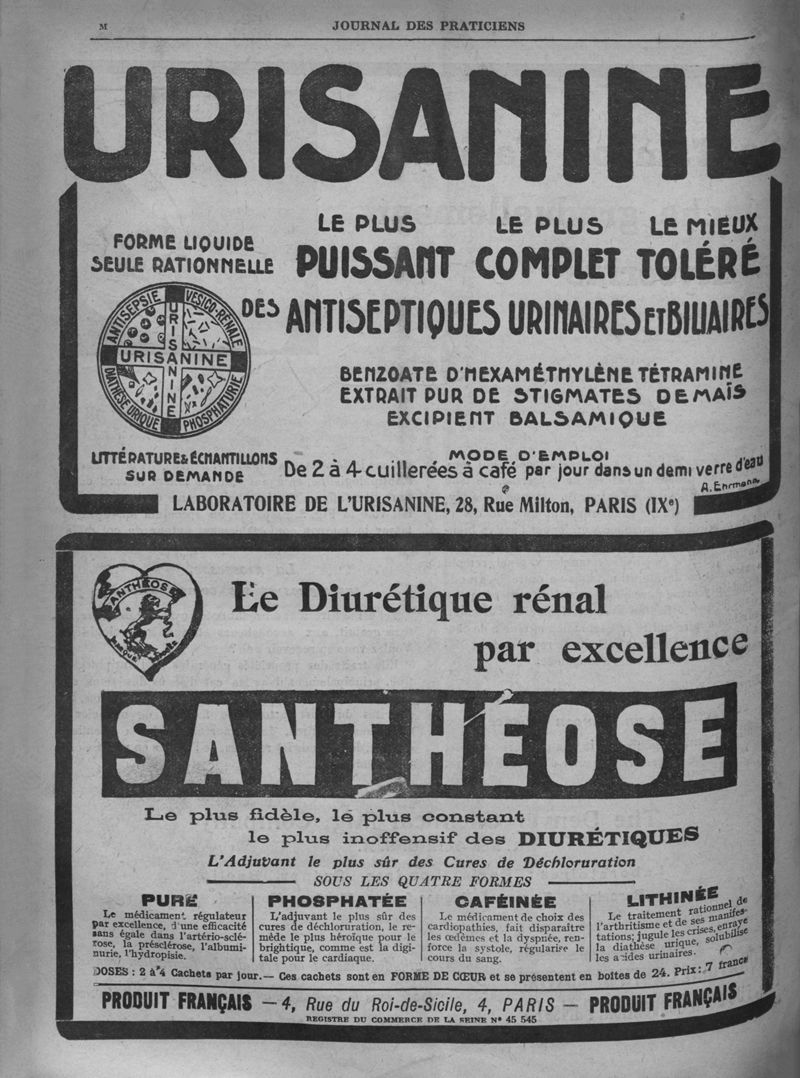 M
JOURNAL DES PRATICIENS
URISANINE
FORME LIQUIDE
SEULE RATIONNELLE
LE PLUS LE PLUS LE MIEUX
PUISSANT COMPLET TOLÉRÉ
DES ANTISEPTIQUES URINAIRES ET BILIAIRES
ANTISEPSIE VESICO-RÉNALE
URISANINE
URISANINE
DIATHÈSE URIQUE PHOSPHATURIE
BENZOATE D'HEXAMÉTHYLÈNE TÉTRAMINE
EXTRAIT PUR DE STIGMATES DE MAÏS
EXCIPIENT BALSAMIQUE
LITTÉRATURE & ÉCHANTILLONS
SUR DEMANDE
MODE D'EMPLOI
De 2 à 4 cuillerées à café par jour dans un demi verre d'eau
A. Ehrmann
LABORATOIRE DE L'URISANINE, 28, Rue Milton, PARIS (IXe)
SANTHÉOSE
Le Diurétique rénal
par excellence
SANTHÉOSE
Le plus fidèle, le plus constant
le plus inoffensif des DIURÉTIQUES
L'Adjuvant le plus sûr des Cures de Déchloruration
SOUS LES QUATRE FORMES
PURE
Le médicament régulateur
par excellence, d'une efficacité
sans égale dans l'artério-sclé-
rose, la présclérose, l'albumi-
nurie, l'hydropisie.
PHOSPHATÉE
L'adjuvant le plus sûr des
cures de déchloruration, le re-
mède le plus héroïque pour le
brightique, comme est la digi-
tale pour le cardiaque.
CAFÉINÉE
Le médicament de choix des
cardiopathies, fait disparaître
les œdèmes et la dyspnée, ren-
force la systole, régularise le
cours du sang.
LITHINÉE
Le traitement rationnel de
l'arthritisme et de ses manifes-
tations; jugule les crises, enraye
la diathèse urique, solubilise
les acides urinaires.
DOSES : 2 à 4 Cachets par jour. — Ces cachets sont en FORME DE CŒUR et se présentent en boîtes de 24. Prix : 7 francs
PRODUIT FRANÇAIS — 4, Rue du Roi-de-Sicile, 4, PARIS — PRODUIT FRANÇAIS
REGISTRE DU COMMERCE DE LA SEINE N° 45 545